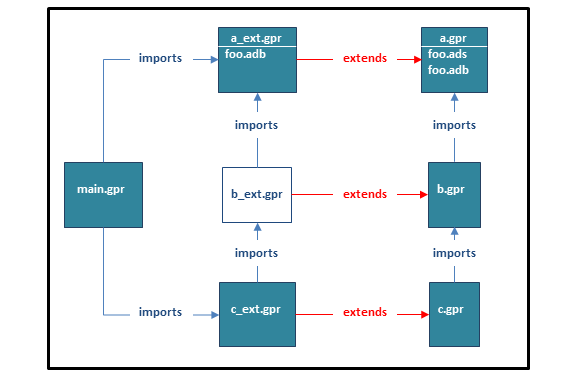 a_ext.gpr
foo.adb
imports
extends
a.gpr
foo.ads
foo.adb
imports
imports
main.gpr
b_ext.gpr
extends
b.gpr
imports
imports
imports
c_ext.gpr
extends
c.gpr